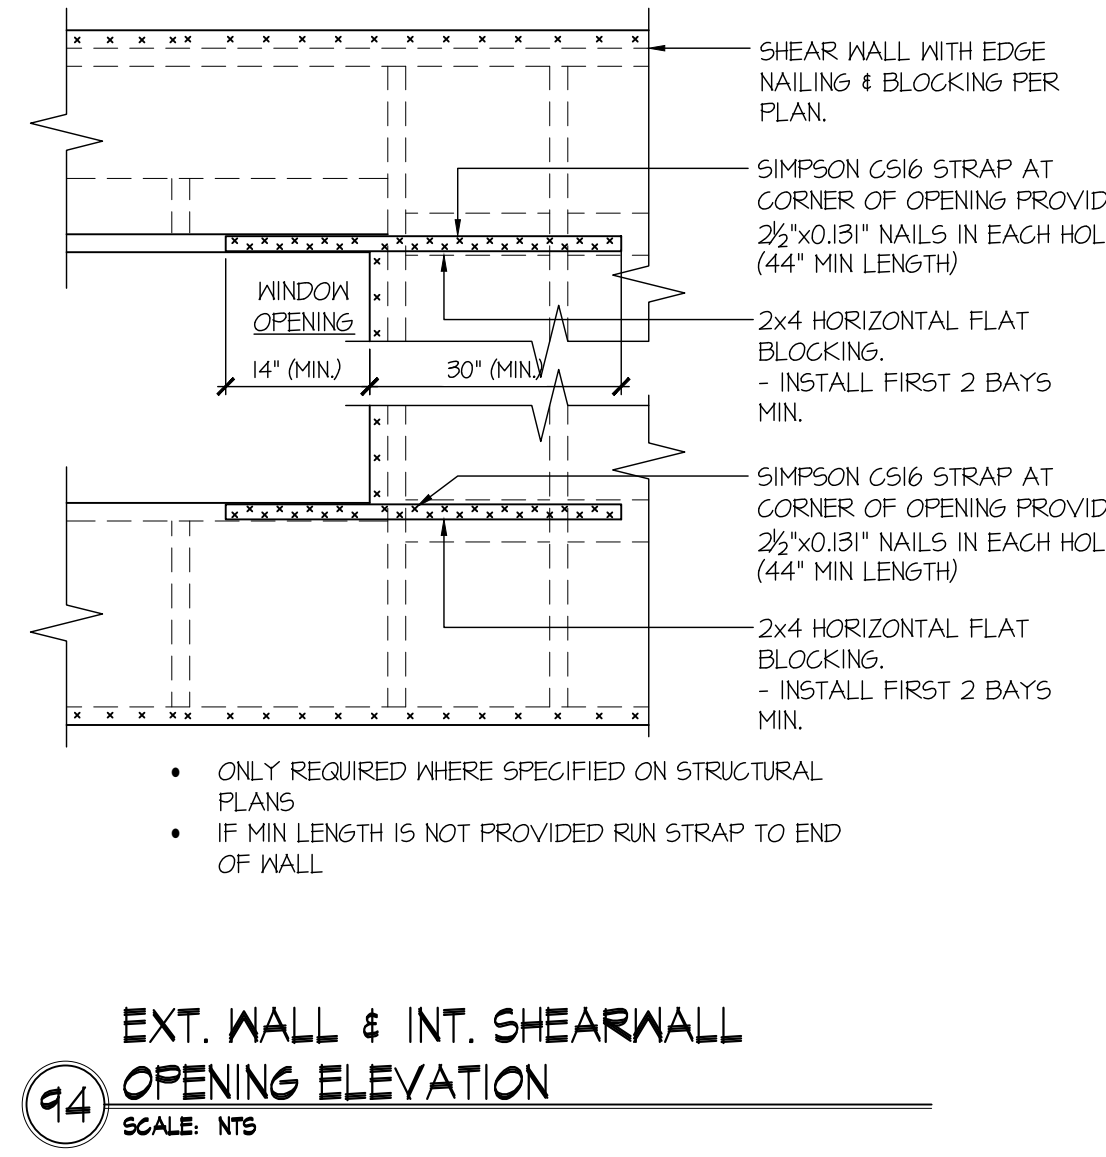 SHEAR WALL WITH EDGE
NAILING & BLOCKING PER
PLAN.
SIMPSON CS16 STRAP AT
CORNER OF OPENING PROVID
2½"x0.131" NAILS IN EACH HOL
(44" MIN LENGTH)
WINDOW
OPENING
2x4 HORIZONTAL FLAT
BLOCKING.
- INSTALL FIRST 2 BAYS
MIN.
14" (MIN.)
30" (MIN.)
SIMPSON CS16 STRAP AT
CORNER OF OPENING PROVID
2½"x0.131" NAILS IN EACH HOL
(44" MIN LENGTH)
2x4 HORIZONTAL FLAT
BLOCKING.
- INSTALL FIRST 2 BAYS
MIN.
• ONLY REQUIRED WHERE SPECIFIED ON STRUCTURAL
PLANS
• IF MIN LENGTH IS NOT PROVIDED RUN STRAP TO END
OF WALL
EXT. WALL & INT. SHEARWALL
OPENING ELEVATION
94
SCALE: NTS